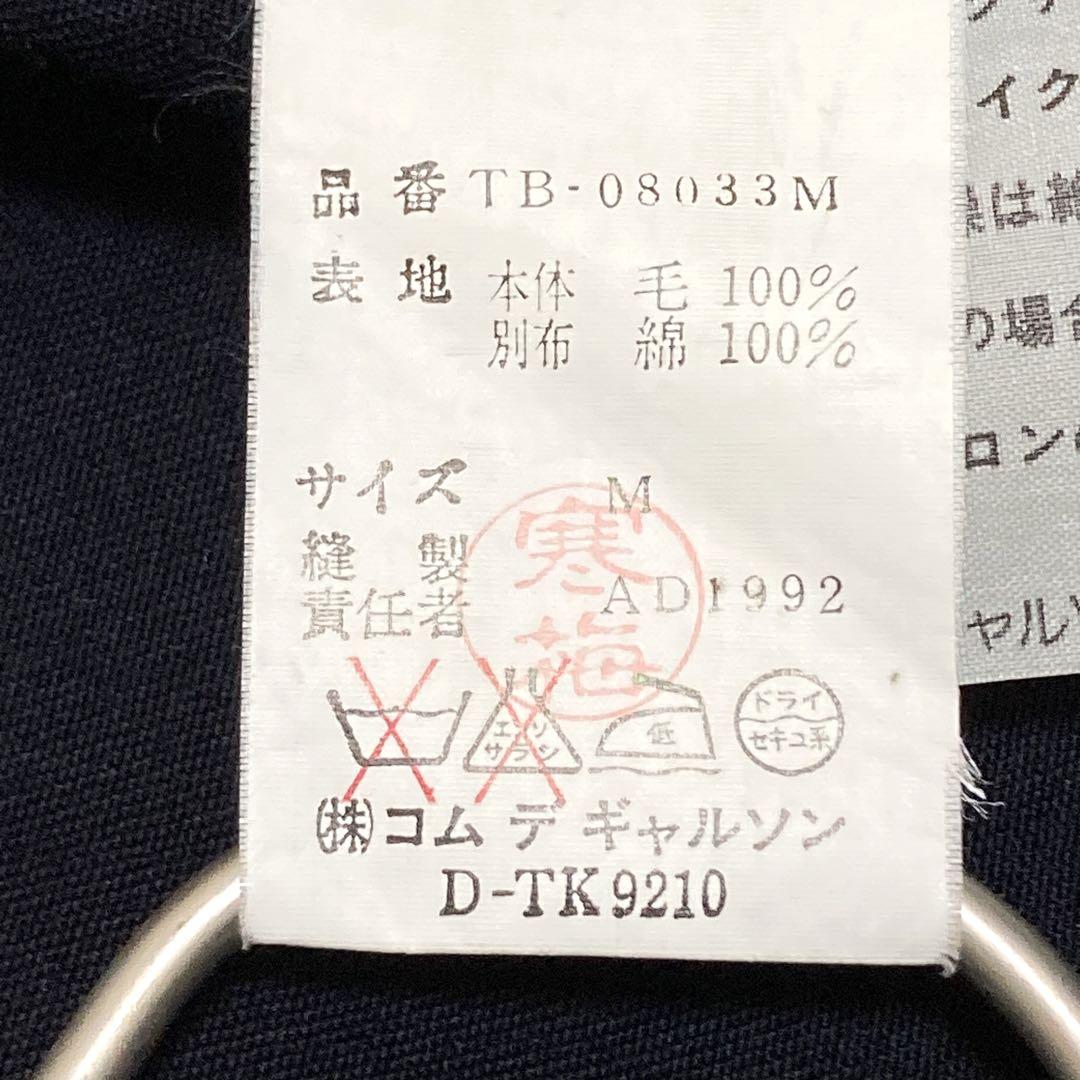 品番 TB-08033M
表地 本体 毛 100%
別布 綿 100%
サイズ M
縫製
責任者 AD1992
寒梅
エンソ
サラシ
低
ドライ
セキユ系
㈱コム デ ギャルソン
D-TK9210
イク
は
の場合
ロン
ャルソ